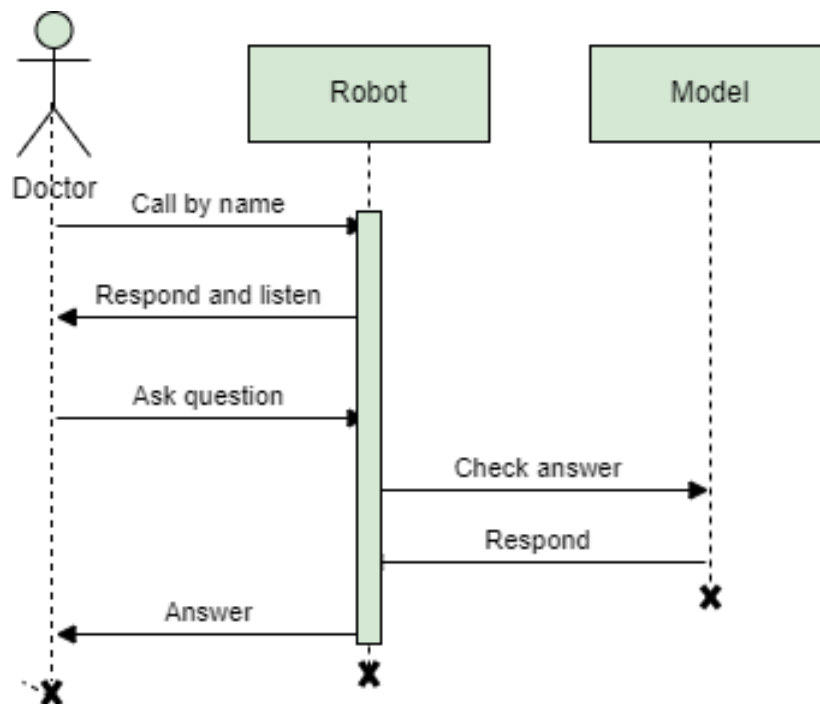 Robot
Model
Doctor
Call by name
Respond and listen
Ask question
Check answer
Respond
Answer